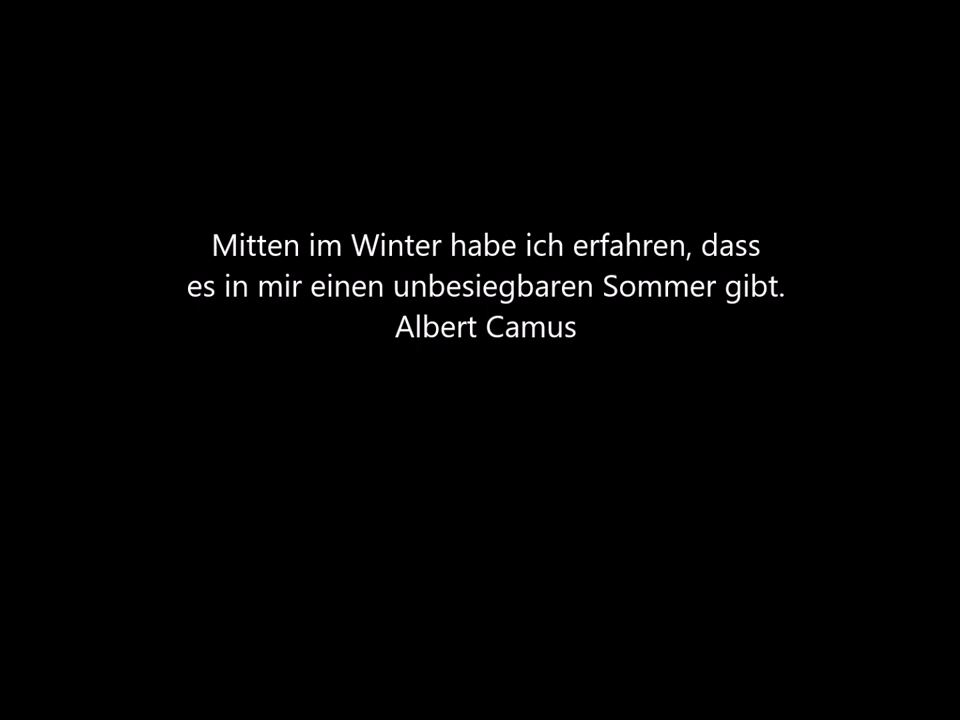 Mitten im Winter habe ich erfahren, dass
es in mir einen unbesiegbaren Sommer gibt.
Albert Camus